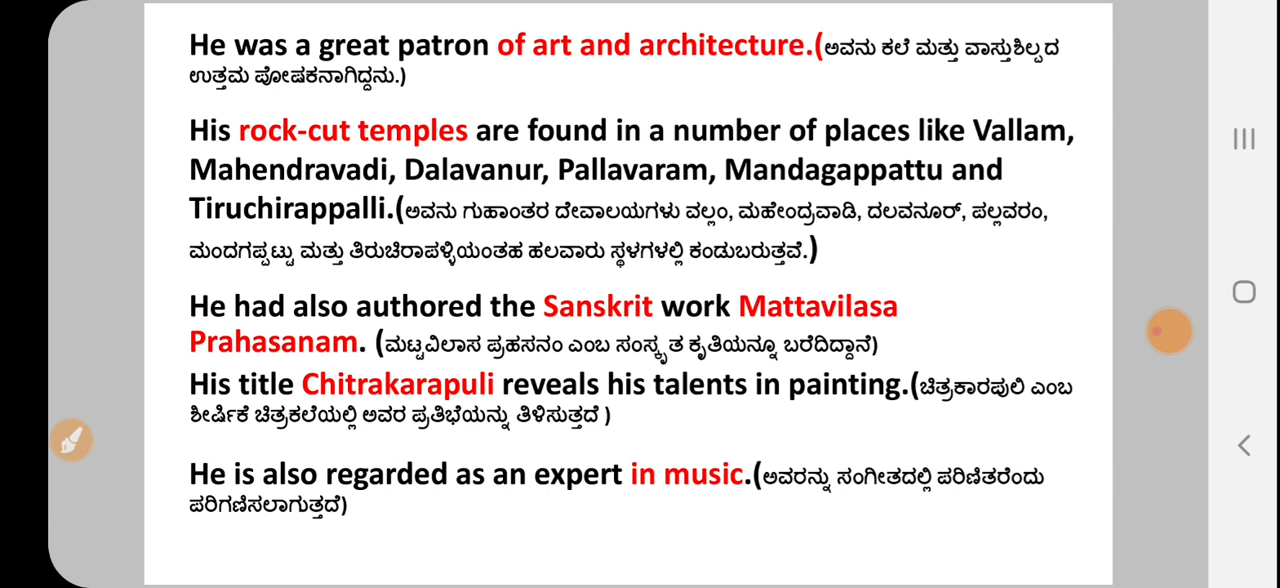 He was a great patron of art and architecture.(ಅವನು ಕಲೆ ಮತ್ತು ವಾಸ್ತುಶಿಲ್ಪದ
ಉತ್ತಮ ಪೋಷಕನಾಗಿದ್ದನು.)
His rock-cut temples are found in a number of places like Vallam,
Mahendravadi, Dalavanur, Pallavaram, Mandagappattu and
Tiruchirappalli.(ಅವನು ಗುಹಾಂತರ ದೇವಾಲಯಗಳು ವಲ್ಲಂ, ಮಹೇಂದ್ರವಾಡಿ, ದಲವನೂರ್, ಪಲ್ಲವರಂ,
ಮಂದಗಪ್ಪಟ್ಟು ಮತ್ತು ತಿರುಚಿರಾಪಳ್ಳಿಯಂತಹ ಹಲವಾರು ಸ್ಥಳಗಳಲ್ಲಿ ಕಂಡುಬರುತ್ತವೆ.)
He had also authored the Sanskrit work Mattavilasa
Prahasanam. (ಮಟ್ಟವಿಲಾಸ ಪ್ರಹಸನಂ ಎಂಬ ಸಂಸ್ಕೃತ ಕೃತಿಯನ್ನೂ ಬರೆದಿದ್ದಾನೆ)
His title Chitrakarapuli reveals his talents in painting.(ಚಿತ್ರಕಾರಪುಲಿ ಎಂಬ
ಶೀರ್ಷಿಕೆ ಚಿತ್ರಕಲೆಯಲ್ಲಿ ಅವರ ಪ್ರತಿಭೆಯನ್ನು ತಿಳಿಸುತ್ತದೆ )
He is also regarded as an expert in music.(ಅವರನ್ನು ಸಂಗೀತದಲ್ಲಿ ಪರಿಣಿತರೆಂದು
ಪರಿಗಣಿಸಲಾಗುತ್ತದೆ)